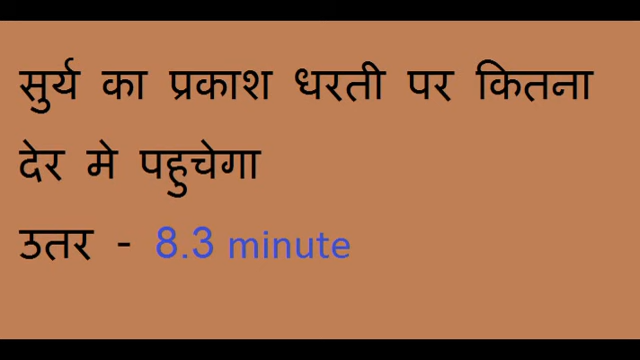 सुर्य का प्रकाश धरती पर कितना
देर मे पहुचेगा
उतर - 8.3 minute